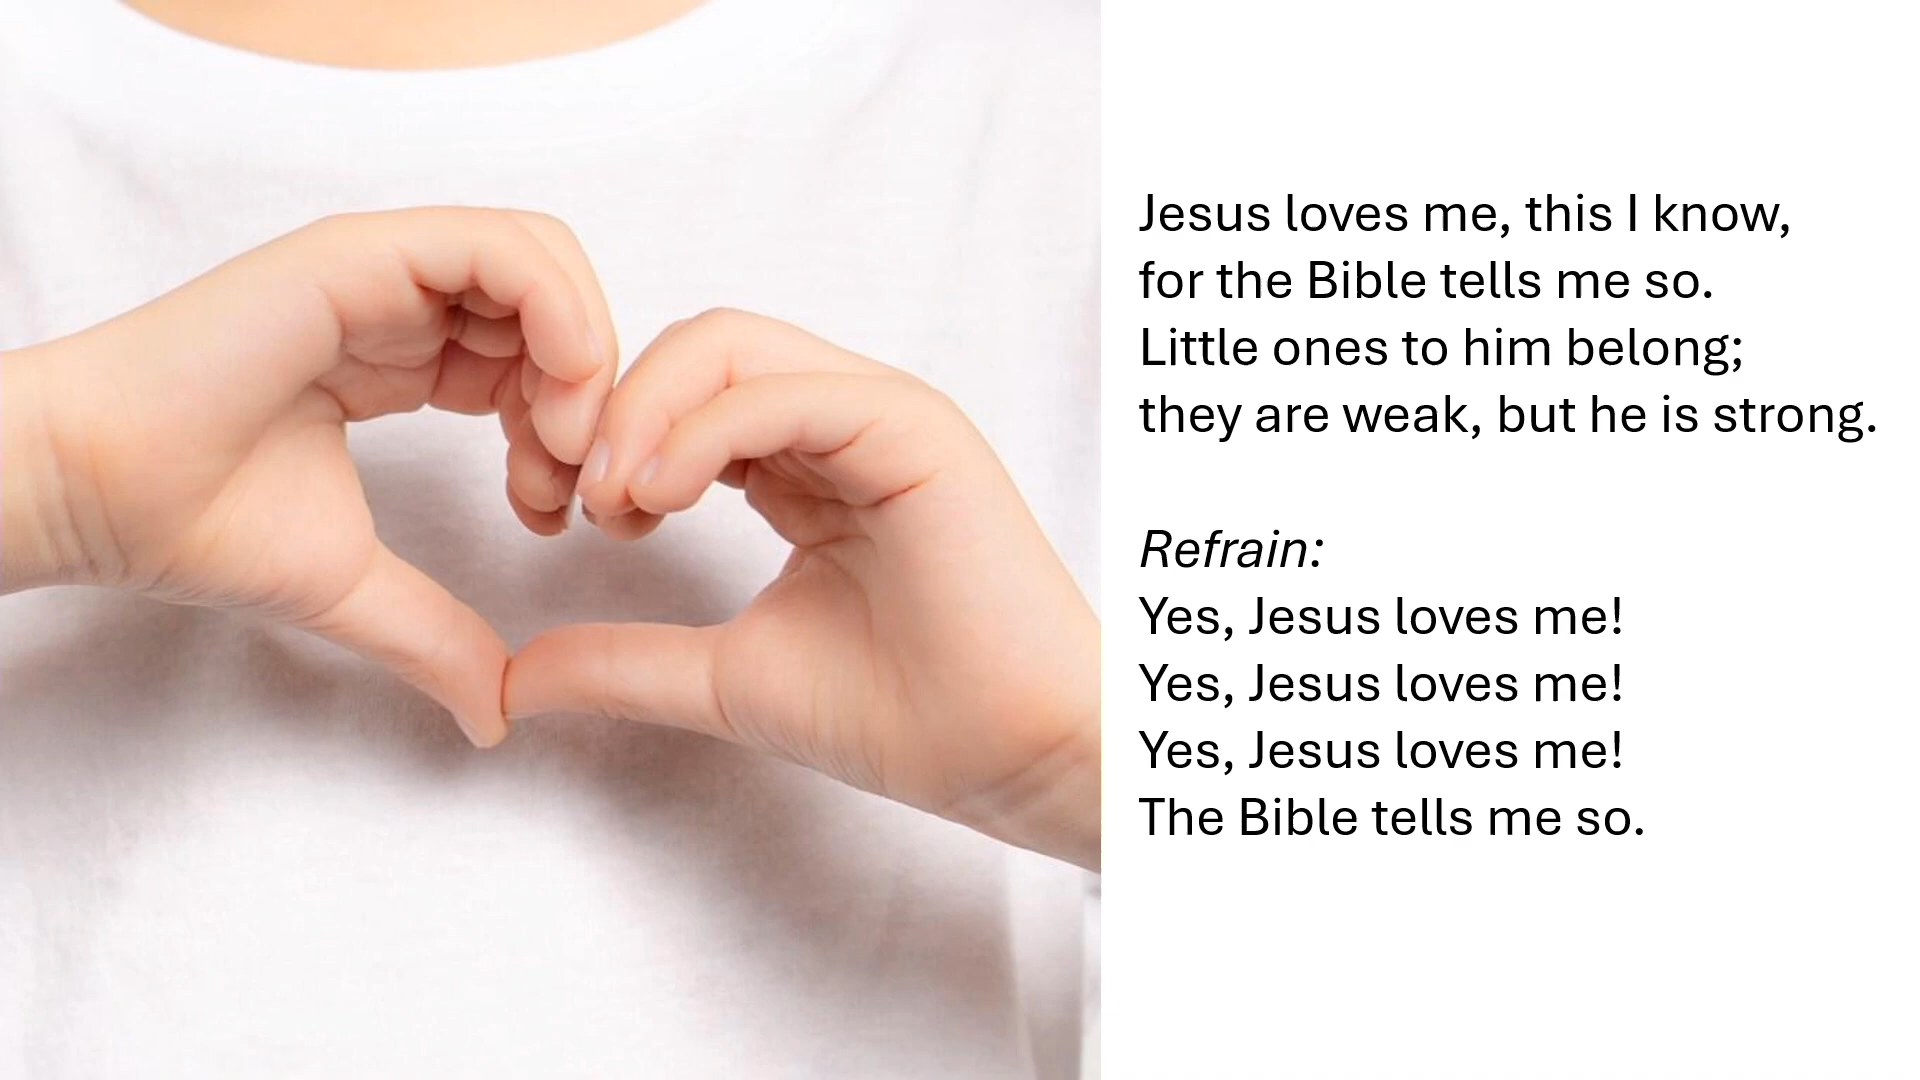 Jesus loves me, this I know,
for the Bible tells me so.
Little ones to him belong;
they are weak, but he is strong.
Refrain:
Yes, Jesus loves me!
Yes, Jesus loves me!
Yes, Jesus loves me!
The Bible tells me so.